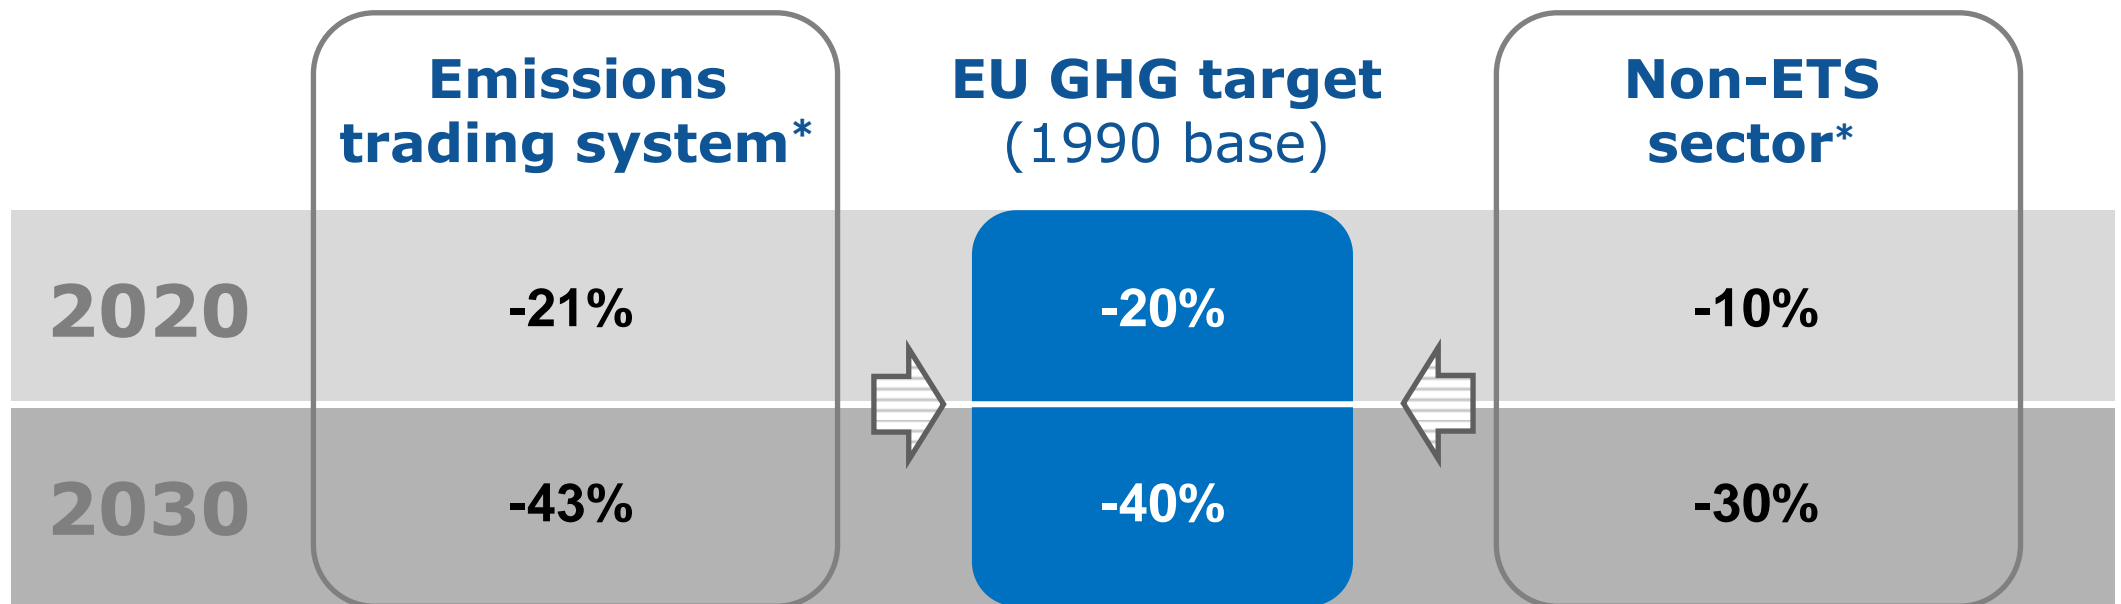 Emissions
trading system*
EU GHG target
(1990 base)
Non-ETS
sector*
2020
-21%
-20%
-10%
2030
-43%
-40%
-30%